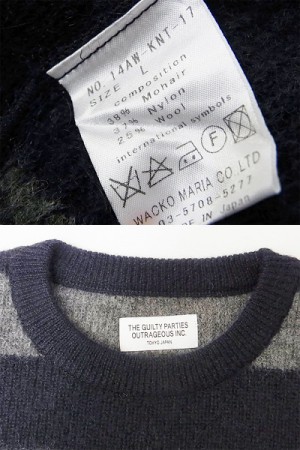 NO. 14AW-KNT-17
SIZE L
composition
38% Mohair
37% Nylon
25% Wool
international symbols
F
WACKO MARIA CO.LTD
03-5708-5277
MADE IN JAPAN
THE GUILTY PARTIES
OUTRAGEOUS INC.
TOKYO JAPAN